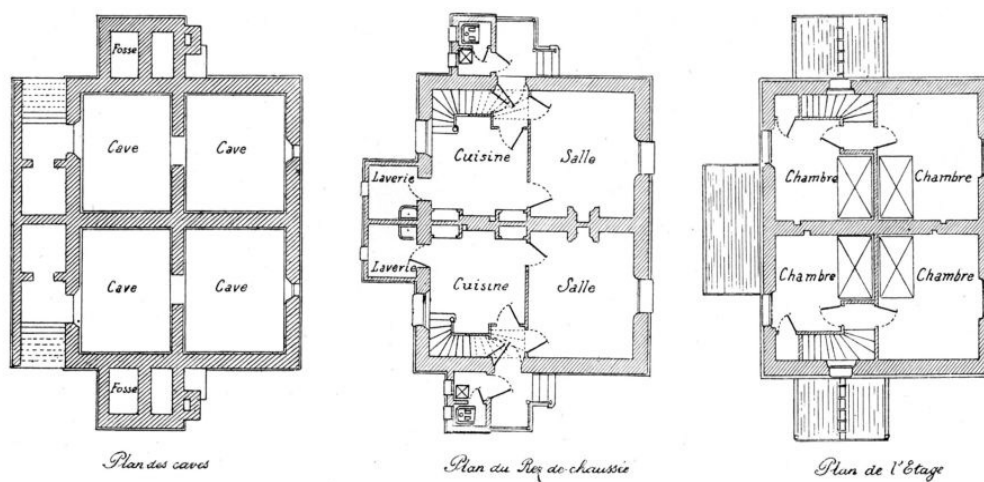 Fosse
Cave
Cave
Cave
Cave
Fosse
Plan des caves
Cuisine
Salle
Laverie
Laverie
Cuisine
Salle
Plan du Rez de-chaussie
Chambre
Chambre
Chambre
Chambre
Plan de l'Etage